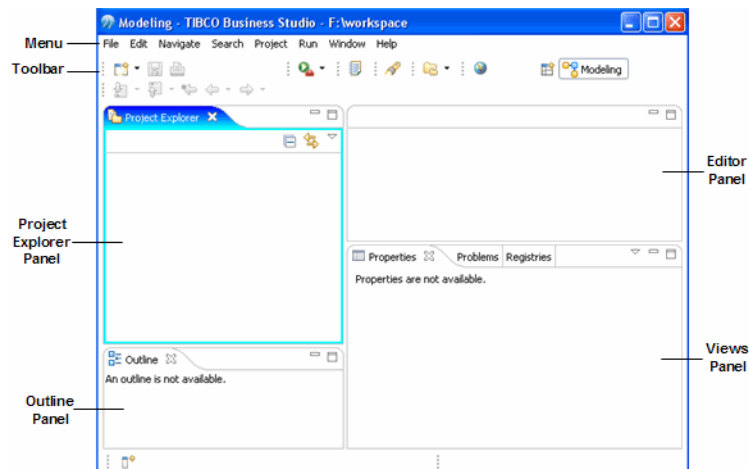 Modeling - TIBCO Business Studio - F:\workspace
Menu
File Edit Navigate Search Project Run Window Help
Toolbar
Modeling
Project Explorer
Editor
Panel
Project
Explorer
Panel
Properties Problems Registries
Properties are not available.
Outline
An outline is not available.
Views
Panel
Outline
Panel